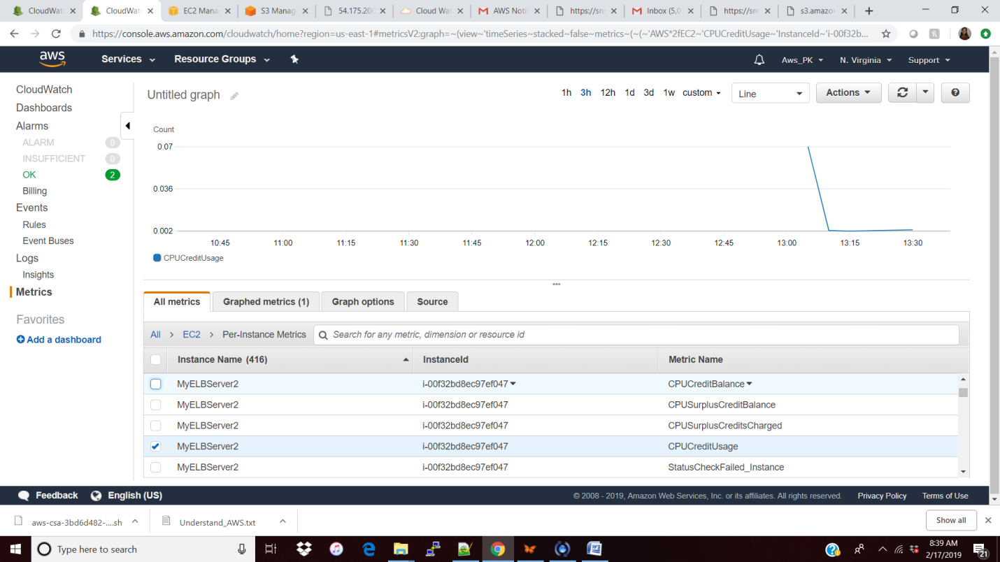 CloudWat
CloudWat
EC2 Mana
S3 Manag
54.175.206
Cloud Wat
AWS Noti
https://sns
Inbox (5,0
https://sns
s3.amazor
https://console.aws.amazon.com/cloudwatch/home?region=us-east-1#metricsV2:graph=~(view~'timeSeries~stacked~false~metrics~(~(~'AWS*2fEC2~'CPUCreditUsage~'InstanceId~'i-00f32b...
aws
Services
Resource Groups
Aws_PK
N. Virginia
Support
CloudWatch
Dashboards
Alarms
ALARM 0
INSUFFICIENT 0
OK 2
Billing
Events
Rules
Event Buses
Logs
Insights
Metrics
Favorites
Add a dashboard
Untitled graph
1h 3h 12h 1d 3d 1w custom
Line
Actions
Count
0.07
0.036
0.002
10:45 11:00 11:15 11:30 11:45 12:00 12:15 12:30 12:45 13:00 13:15 13:30
CPUCreditUsage
All metrics
Graphed metrics (1)
Graph options
Source
All > EC2 > Per-Instance Metrics
Search for any metric, dimension or resource id
Instance Name (416) InstanceId Metric Name
MyELBServer2 i-00f32bd8ec97ef047 CPUCreditBalance
MyELBServer2 i-00f32bd8ec97ef047 CPUSurplusCreditBalance
MyELBServer2 i-00f32bd8ec97ef047 CPUSurplusCreditsCharged
MyELBServer2 i-00f32bd8ec97ef047 CPUCreditUsage
MyELBServer2 i-00f32bd8ec97ef047 StatusCheckFailed_Instance
Feedback
English (US)
© 2008 - 2019, Amazon Web Services, Inc. or its affiliates. All rights reserved.
Privacy Policy
Terms of Use
aws-csa-3bd6d482-....sh
Understand_AWS.txt
Show all
Type here to search
8:39 AM
2/17/2019
21